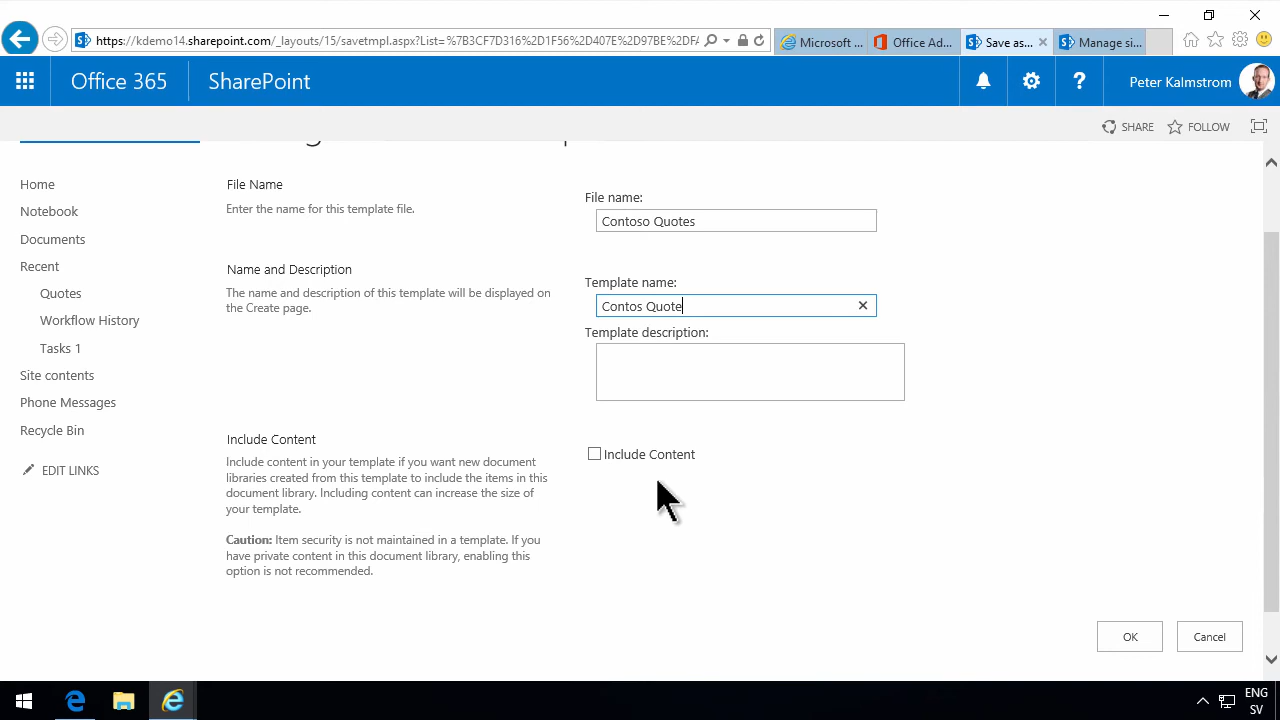 https://kdemo14.sharepoint.com/_layouts/15/savetmpl.aspx?List=%7B3CF7D316%2D1F56%2D407E%2D97BE%2DF
Microsoft ...
Office Ad...
Save as...
Manage si...
Office 365
SharePoint
?
Peter Kalmstrom
SHARE
FOLLOW
Home
Notebook
Documents
Recent
Quotes
Workflow History
Tasks 1
Site contents
Phone Messages
Recycle Bin
EDIT LINKS
File Name
Enter the name for this template file.
File name:
Contoso Quotes
Name and Description
The name and description of this template will be displayed on
the Create page.
Template name:
Contos Quote
Template description:
Include Content
Include content in your template if you want new document
libraries created from this template to include the items in this
document library. Including content can increase the size of
your template.
Caution: Item security is not maintained in a template. If you
have private content in this document library, enabling this
option is not recommended.
Include Content
OK
Cancel
ENG
SV